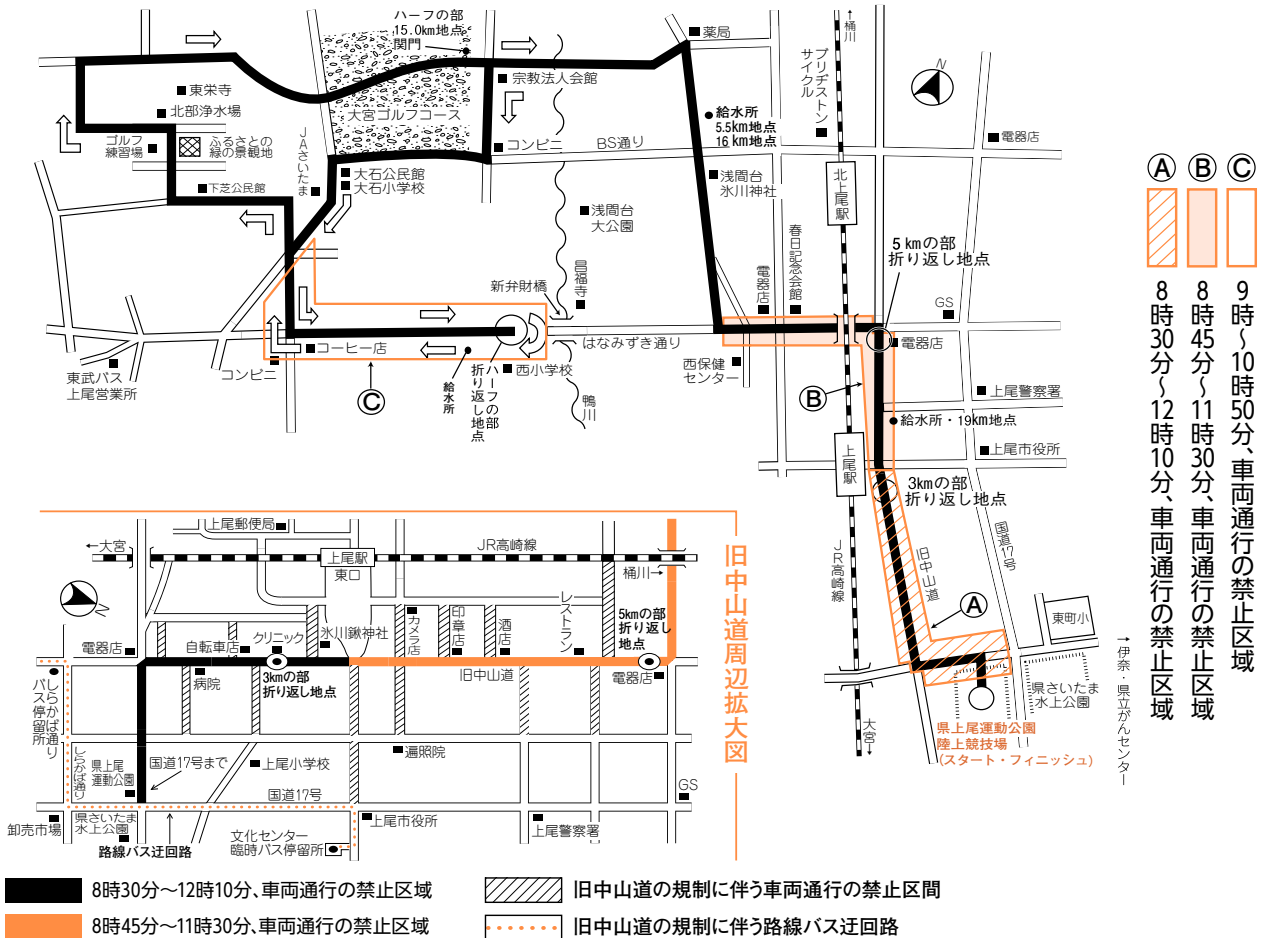 ハーフの部
15.0km地点
関門
薬局
←桶川
ブリヂストン
サイクル
N
東栄寺
北部浄水場
大宮ゴルフコース
宗教法人会館
給水所
5.5km地点
16km地点
ゴルフ
練習場
ふるさとの
緑の景観地
JAさいたま
コンビニ
BS通り
電器店
下芝公民館
大石公民館
大石小学校
浅間台
氷川神社
北上尾駅
浅間台
大公園
春日記念会館
電器店
5kmの部
折り返し地点
新弁財橋
昌福寺
GS
はなみずき通り
電器店
コーヒー店
コンビニ
東武バス
上尾営業所
給水所
ハーフの部
折り返し地点
西小学校
鴨川
西保健
センター
Ⓒ
Ⓑ
上尾警察署
給水所・19km地点
上尾駅
上尾市役所
3kmの部
折り返し地点
JR高崎線
旧中山道
国道17号
Ⓐ
東町小
→伊奈・県立がんセンター
県さいたま
水上公園
大宮→
県上尾運動公園
陸上競技場
(スタート・フィニッシュ)
Ⓐ 8時30分〜12時10分、車両通行の禁止区域
Ⓑ 8時45分〜11時30分、車両通行の禁止区域
Ⓒ 9時〜10時50分、車両通行の禁止区域
旧中山道周辺拡大図
上尾郵便局
←大宮
上尾駅
東口
JR高崎線
桶川→
N
電器店
自転車店
クリニック
氷川鍬神社
カメラ店
印章店
酒店
レストラン
5kmの部
折り返し
地点
しらかば通り
バス停留所
病院
3kmの部
折り返し地点
旧中山道
電器店
しらかば通り
県上尾
運動公園
国道17号まで
上尾小学校
遍照院
国道17号
GS
卸売市場
県さいたま
水上公園
路線バス迂回路
文化センター
臨時バス停留所
上尾市役所
上尾警察署
8時30分〜12時10分、車両通行の禁止区域
旧中山道の規制に伴う車両通行の禁止区間
8時45分〜11時30分、車両通行の禁止区域
旧中山道の規制に伴う路線バス迂回路